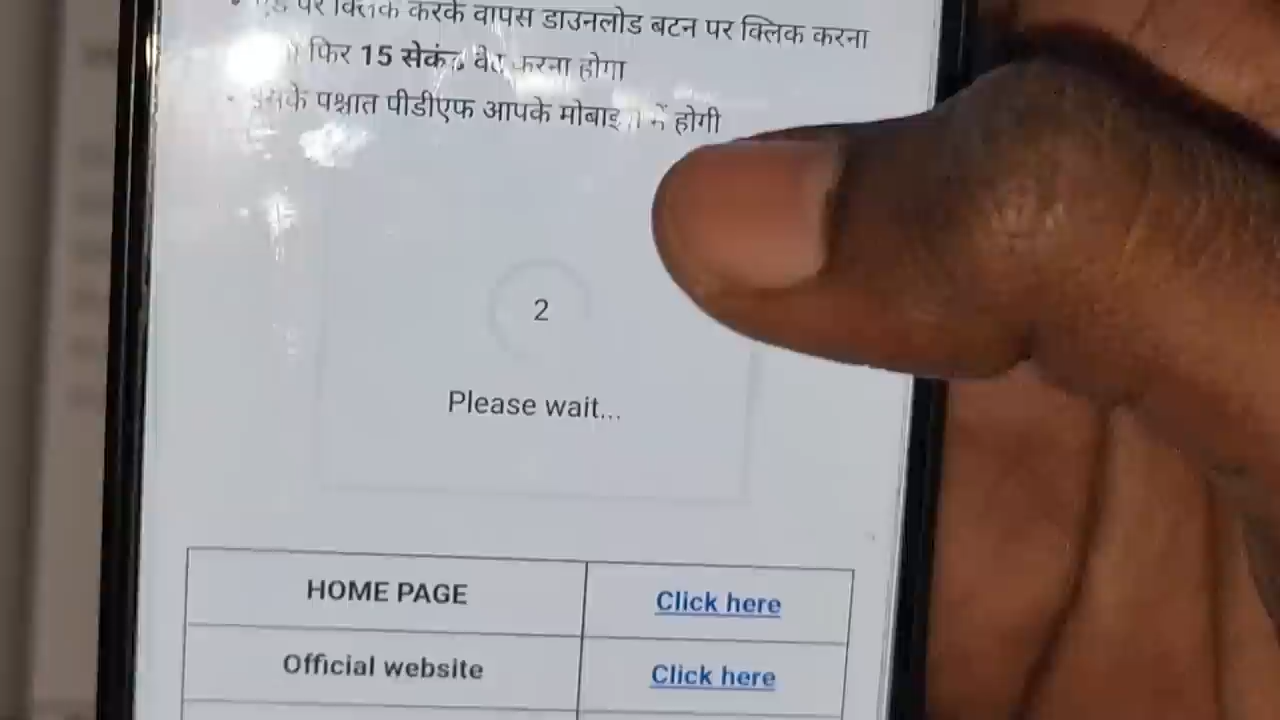 पर क्लिक करके वापस डाउनलोड बटन पर क्लिक करना
फिर 15 सेकंड वेट करना होगा
पश्चात पीडीएफ आपके मोबाइल में होगी
2
Please wait...
HOME PAGE Click here
Official website Click here